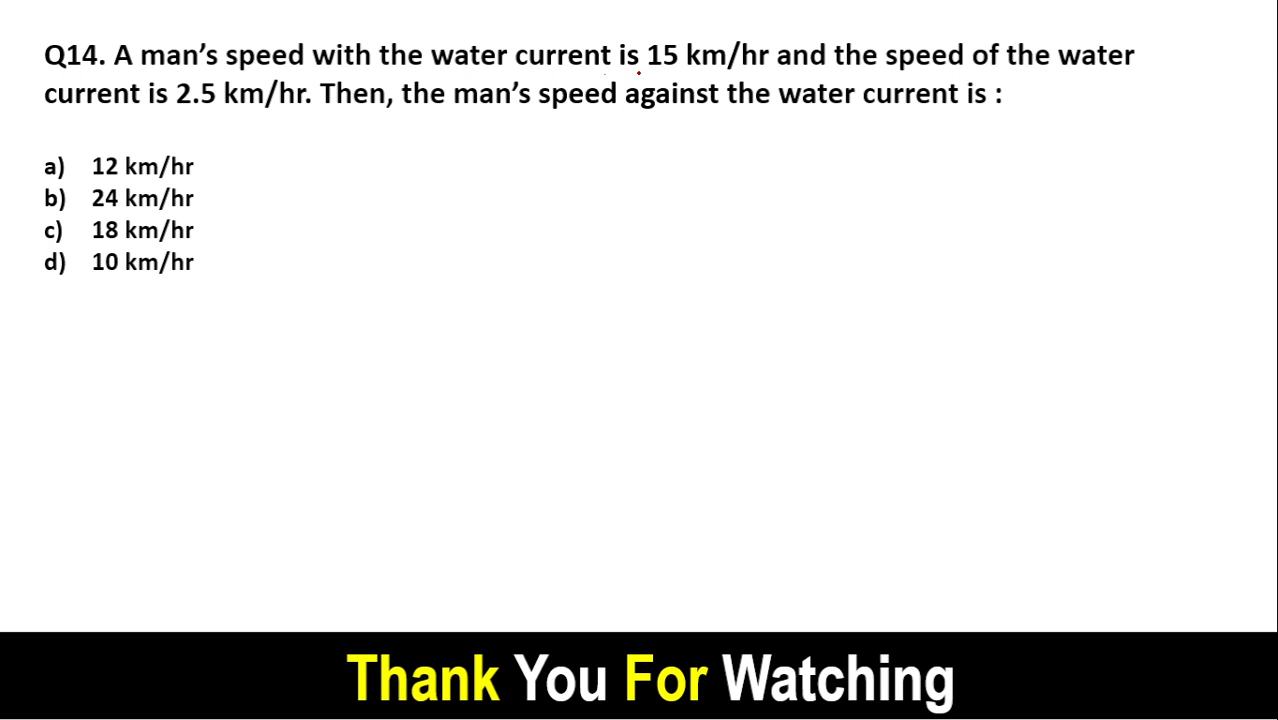 Q14. A man’s speed with the water current is 15 km/hr and the speed of the water
current is 2.5 km/hr. Then, the man’s speed against the water current is :
a) 12 km/hr
b) 24 km/hr
c) 18 km/hr
d) 10 km/hr
Thank You For Watching